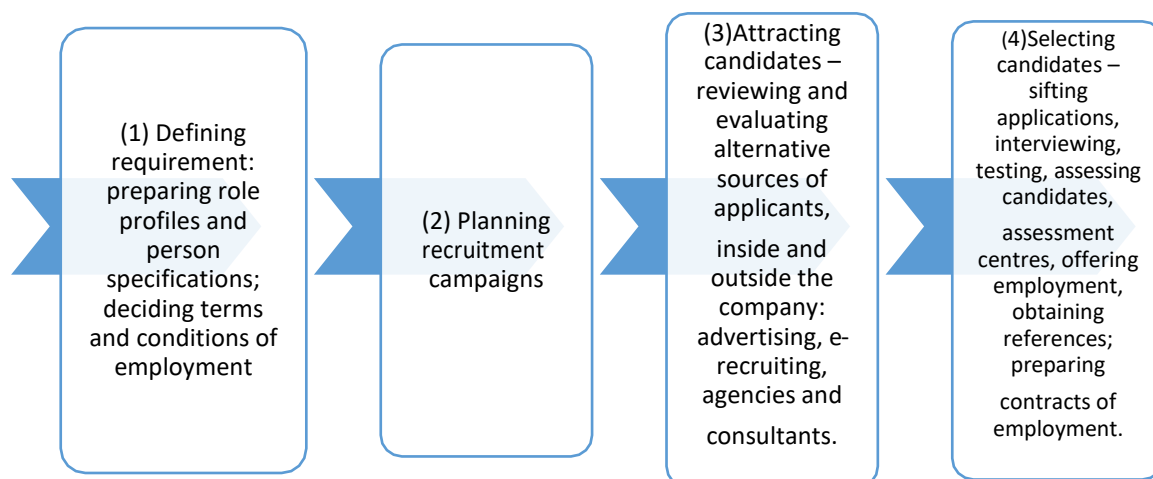 (1) Defining
requirement:
preparing role
profiles and
person
specifications;
deciding terms
and conditions of
employment
(2) Planning
recruitment
campaigns
(3)Attracting
candidates –
reviewing and
evaluating
alternative
sources of
applicants,
inside and
outside the
company:
advertising, e-
recruiting,
agencies and
consultants.
(4)Selecting
candidates –
sifting
applications,
interviewing,
testing, assessing
candidates,
assessment
centres, offering
employment,
obtaining
references;
preparing
contracts of
employment.